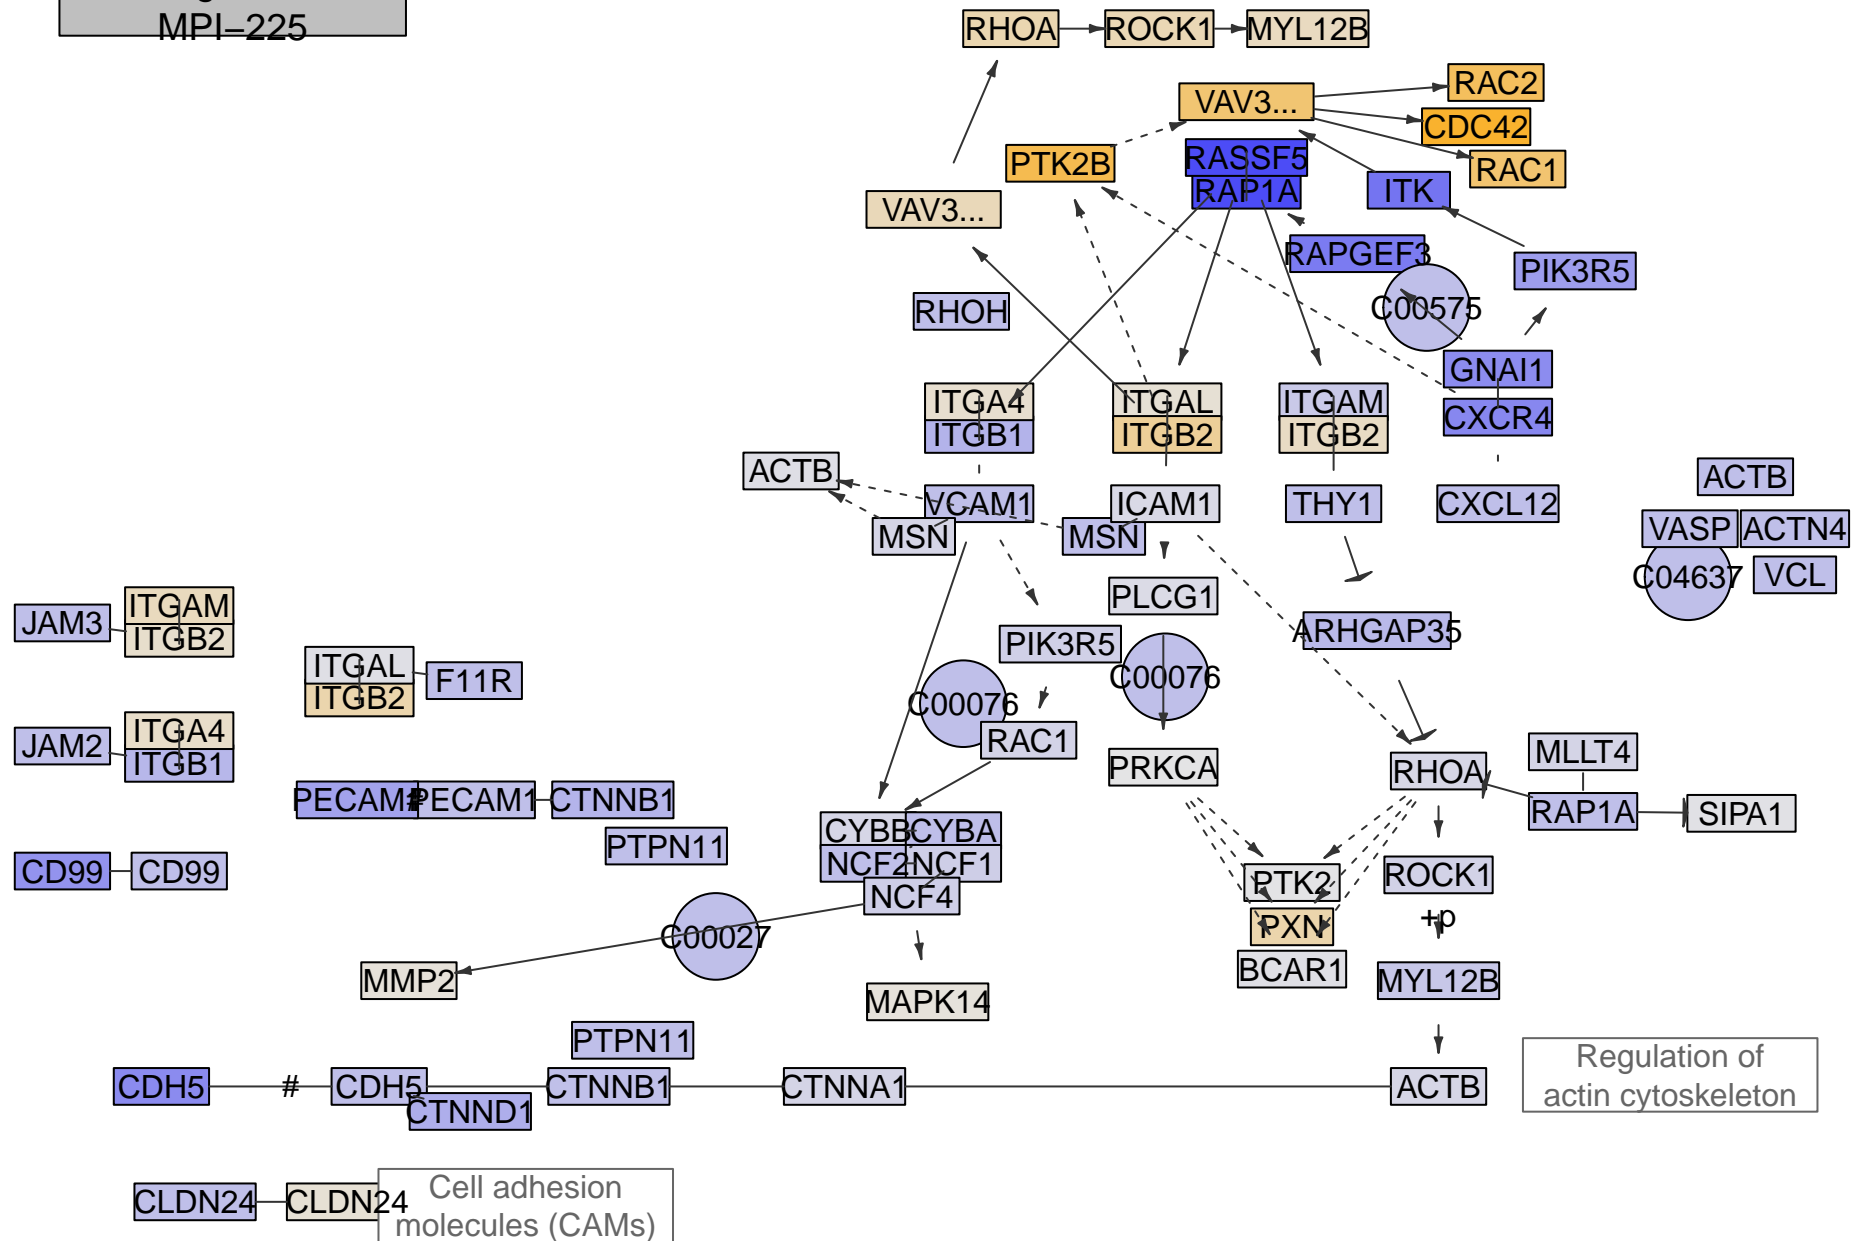 MPI−225
RHOA
ROCK1
MYL12B
RAC2
VAV3...
CDC42
PTK2B
RASSF5
RAC1
RAP1A
ITK
VAV3...
RAPGEF3
PIK3R5
RHOH
C00575
GNAI1
ITGA4
ITGAL
ITGAM
CXCR4
ITGB1
ITGB2
ITGB2
ACTB
ACTB
VCAM1
ICAM1
THY1
CXCL12
MSN
MSN
VASP
ACTN4
C04637
VCL
PLCG1
JAM3
ITGAM
ITGB2
ARHGAP35
PIK3R5
ITGAL
ITGB2
F11R
C00076
C00076
JAM2
ITGA4
ITGB1
RAC1
PRKCA
RHOA
MLLT4
PECAM1
#
PECAM1
CTNNB1
RAP1A
SIPA1
PTPN11
CYBB
CYBA
NCF2
NCF1
NCF4
CD99
CD99
PTK2
ROCK1
PXN
+p
C00027
BCAR1
MMP2
MYL12B
MAPK14
PTPN11
CDH5
#
CDH5
CTNNB1
CTNNA1
ACTB
CTNND1
Regulation of
actin cytoskeleton
CLDN24
CLDN24
Cell adhesion
molecules (CAMs)